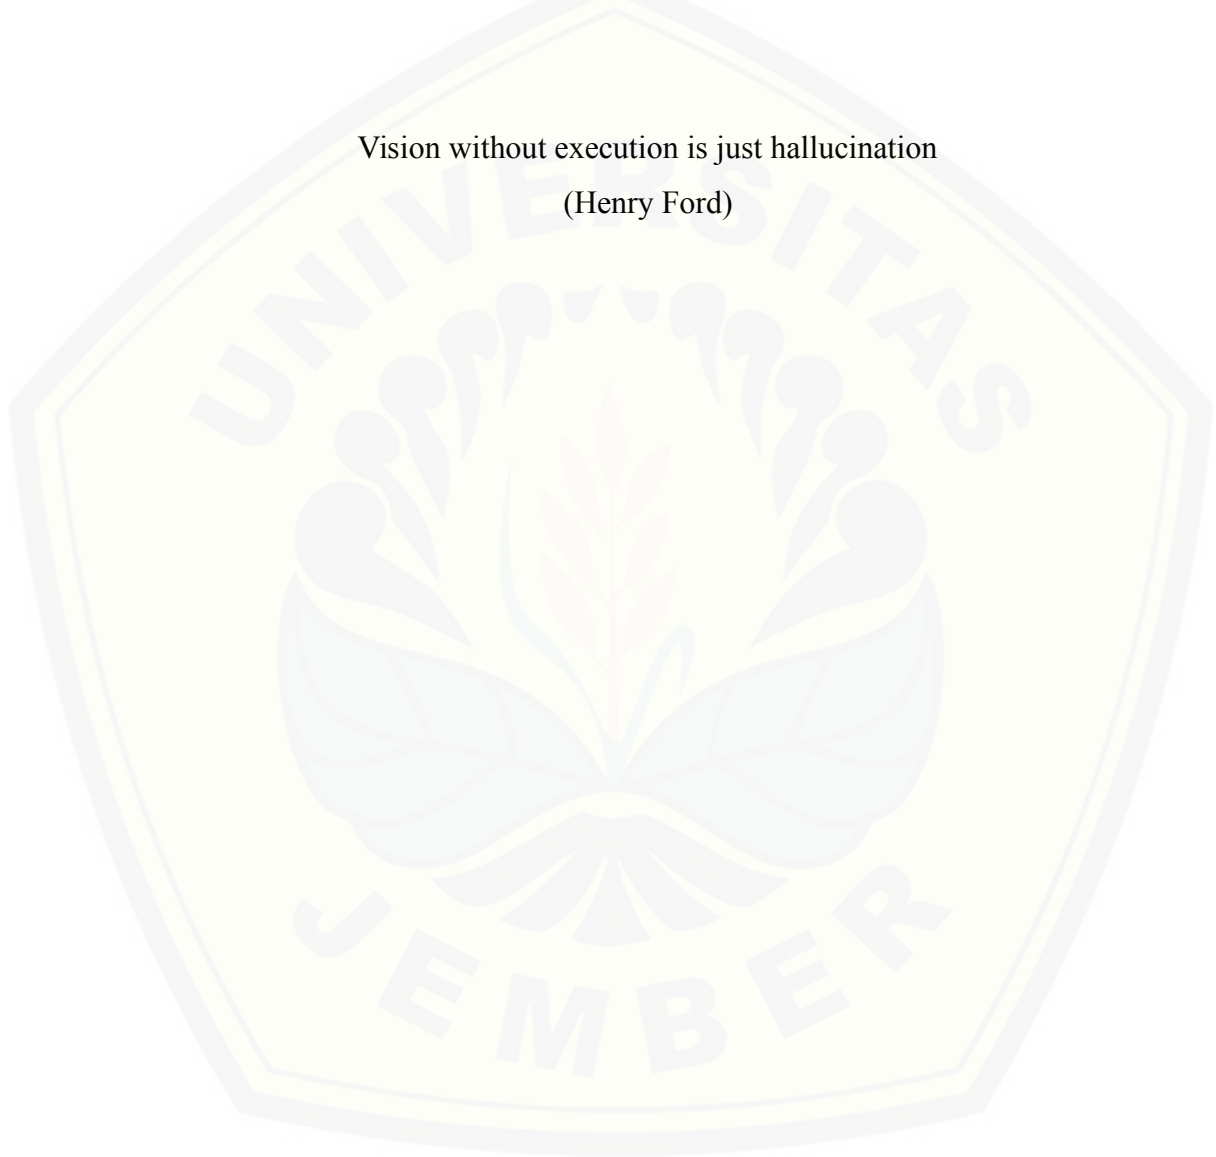 Vision without execution is just hallucination
(Henry Ford)
UNIVERSITAS
JEMBER